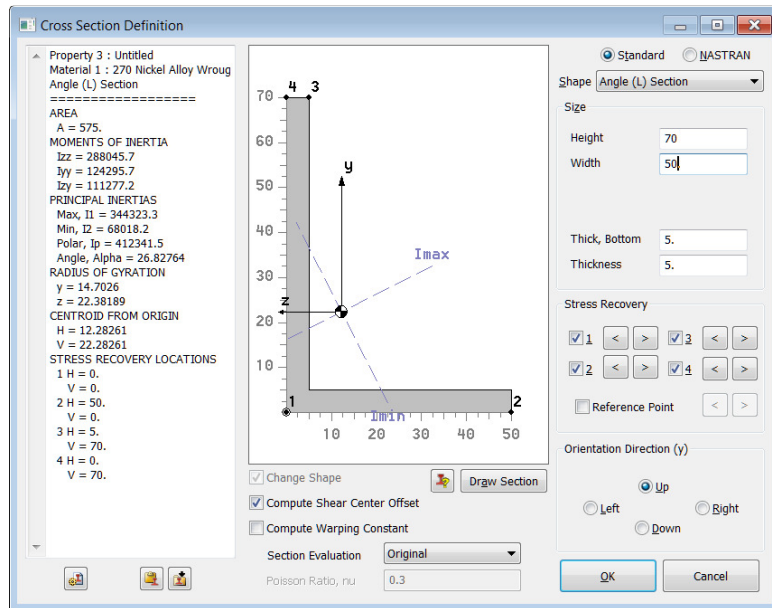 Cross Section Definition
Property 3 : Untitled
Material 1 : 270 Nickel Alloy Wroug
Angle (L) Section
==================
AREA
A = 575.
MOMENTS OF INERTIA
Izz = 288045.7
Iyy = 124295.7
Izy = 111277.2
PRINCIPAL INERTIAS
Max, I1 = 344323.3
Min, I2 = 68018.2
Polar, Ip = 412341.5
Angle, Alpha = 26.82764
RADIUS OF GYRATION
y = 14.7026
z = 22.38189
CENTROID FROM ORIGIN
H = 12.28261
V = 22.28261
STRESS RECOVERY LOCATIONS
1 H = 0.
V = 0.
2 H = 50.
V = 0.
3 H = 5.
V = 70.
4 H = 0.
V = 70.
4 3
70
60
y
50
40
Imax
30
z
20
10
1
2
Imin
10 20 30 40 50
Change Shape
Draw Section
Compute Shear Center Offset
Compute Warping Constant
Section Evaluation Original
Poisson Ratio, nu 0.3
Standard NASTRAN
Shape Angle (L) Section
Size
Height 70
Width 50
Thick, Bottom 5.
Thickness 5.
Stress Recovery
1 < > 3 < >
2 < > 4 < >
Reference Point < >
Orientation Direction (y)
Up
Left Right
Down
OK Cancel